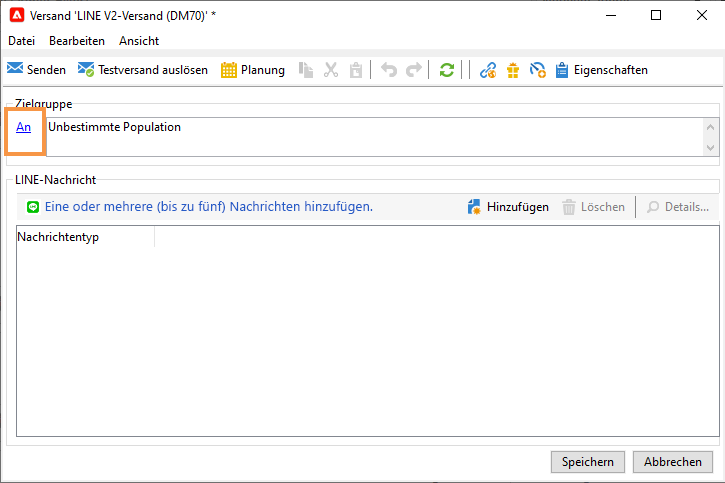 Versand 'LINE V2-Versand (DM70)' *
Datei Bearbeiten Ansicht
Senden Testversand auslösen Planung Eigenschaften
Zielgruppe
An Unbestimmte Population
LINE-Nachricht
Eine oder mehrere (bis zu fünf) Nachrichten hinzufügen. Hinzufügen Löschen Details...
Nachrichtentyp
Speichern Abbrechen